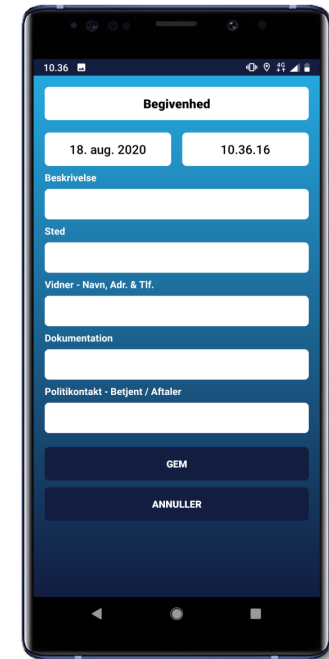 10.36
4G
Begivenhed
18. aug. 2020 10.36.16
Beskrivelse
Sted
Vidner - Navn, Adr. & Tlf.
Dokumentation
Politikontakt - Betjent / Aftaler
GEM
ANNULLER